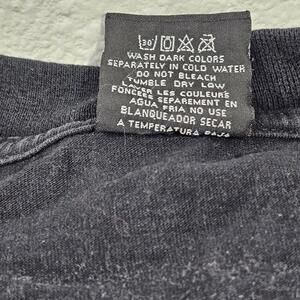 30°
WASH DARK COLORS
SEPARATELY IN COLD WATER
DO NOT BLEACH
TUMBLE DRY LOW
LAVER LES COULEURS
FONCEES SEPAREMENT EN
AGUA FRIA NO USE
BLANQUEADOR SECAR
A TEMPERATURA BAJA